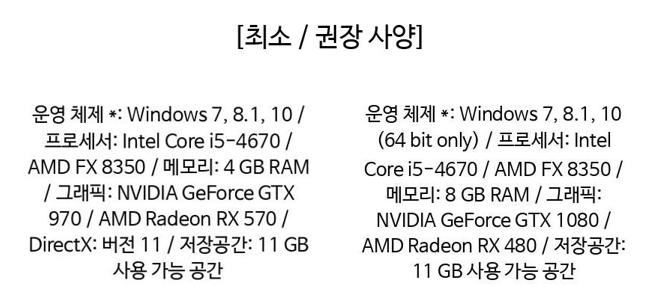 [최소 / 권장 사양]
운영 체제 *: Windows 7, 8.1, 10 /
프로세서: Intel Core i5-4670 /
AMD FX 8350 / 메모리: 4 GB RAM
/ 그래픽: NVIDIA GeForce GTX
970 / AMD Radeon RX 570 /
DirectX: 버전 11 / 저장공간: 11 GB
사용 가능 공간
운영 체제 *: Windows 7, 8.1, 10
(64 bit only) / 프로세서: Intel
Core i5-4670 / AMD FX 8350 /
메모리: 8 GB RAM / 그래픽:
NVIDIA GeForce GTX 1080 /
AMD Radeon RX 480 / 저장공간:
11 GB 사용 가능 공간